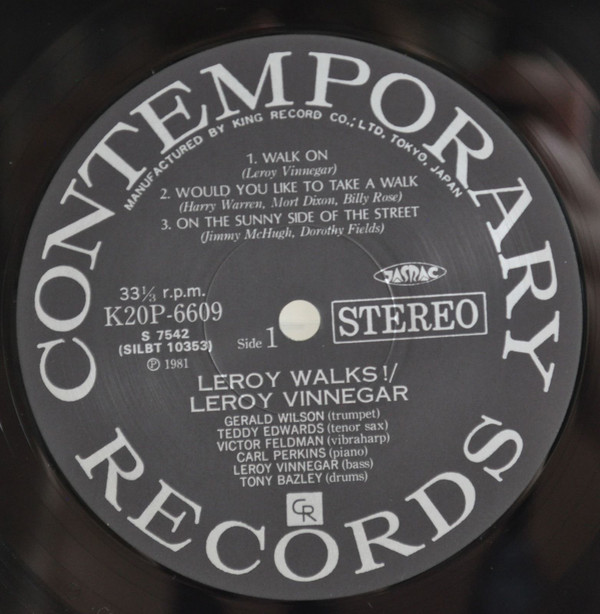 CONTEMPORARY
MANUFACTURED BY KING RECORD CO.; LTD, TOKYO, JAPAN
1. WALK ON
(Leroy Vinnegar)
2. WOULD YOU LIKE TO TAKE A WALK
(Harry Warren, Mort Dixon, Billy Rose)
3. ON THE SUNNY SIDE OF THE STREET
(Jimmy McHugh, Dorothy Fields)
JASRAC
33⅓ r.p.m.
K20P-6609
S 7542
(SILBT 10353)
℗ 1981
Side 1
STEREO
LEROY WALKS!/
LEROY VINNEGAR
GERALD WILSON (trumpet)
TEDDY EDWARDS (tenor sax)
VICTOR FELDMAN (vibraharp)
CARL PERKINS (piano)
LEROY VINNEGAR (bass)
TONY BAZLEY (drums)
CR
RECORDS